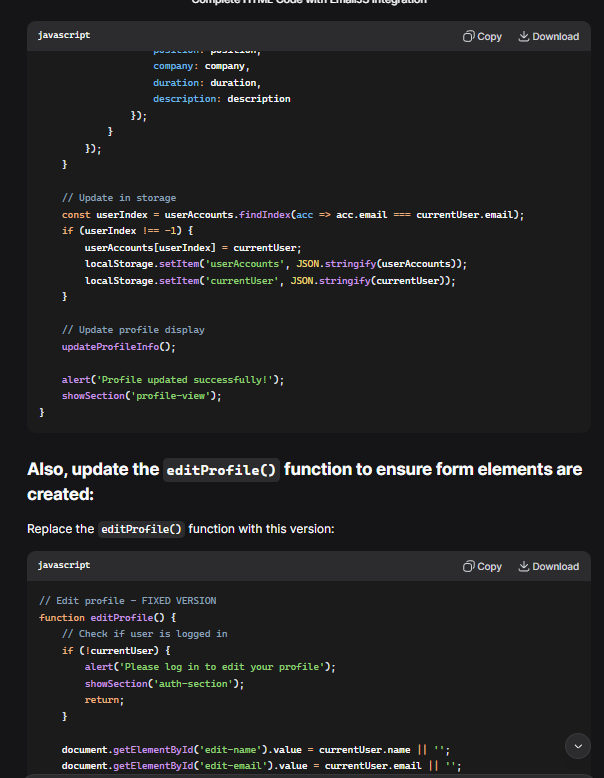 Complete HTML Code with EmailJS Integration
javascript
Copy
Download
position: position,
company: company,
duration: duration,
description: description
});
}
});
}
// Update in storage
const userIndex = userAccounts.findIndex(acc => acc.email === currentUser.email);
if (userIndex !== -1) {
userAccounts[userIndex] = currentUser;
localStorage.setItem('userAccounts', JSON.stringify(userAccounts));
localStorage.setItem('currentUser', JSON.stringify(currentUser));
}
// Update profile display
updateProfileInfo();
alert('Profile updated successfully!');
showSection('profile-view');
}
Also, update the editProfile() function to ensure form elements are
created:
Replace the editProfile() function with this version:
javascript
Copy
Download
// Edit profile - FIXED VERSION
function editProfile() {
// Check if user is logged in
if (!currentUser) {
alert('Please log in to edit your profile');
showSection('auth-section');
return;
}
document.getElementById('edit-name').value = currentUser.name || '';
document.getElementById('edit-email').value = currentUser.email || '';